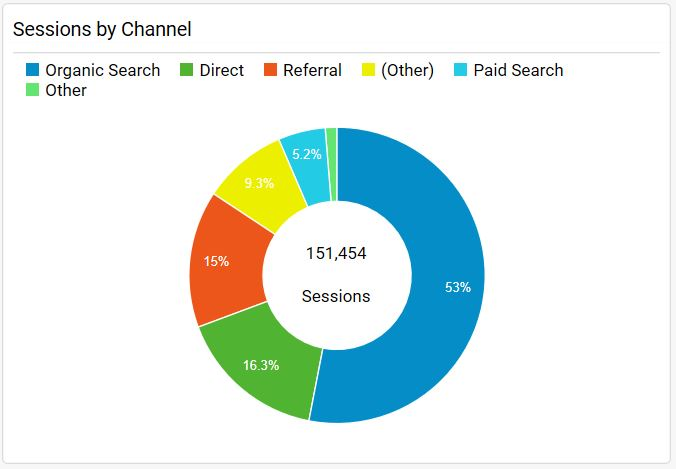 Sessions by Channel
Organic Search Direct Referral (Other) Paid Search
Other
5.2%
9.3%
151,454
15%
53%
Sessions
16.3%